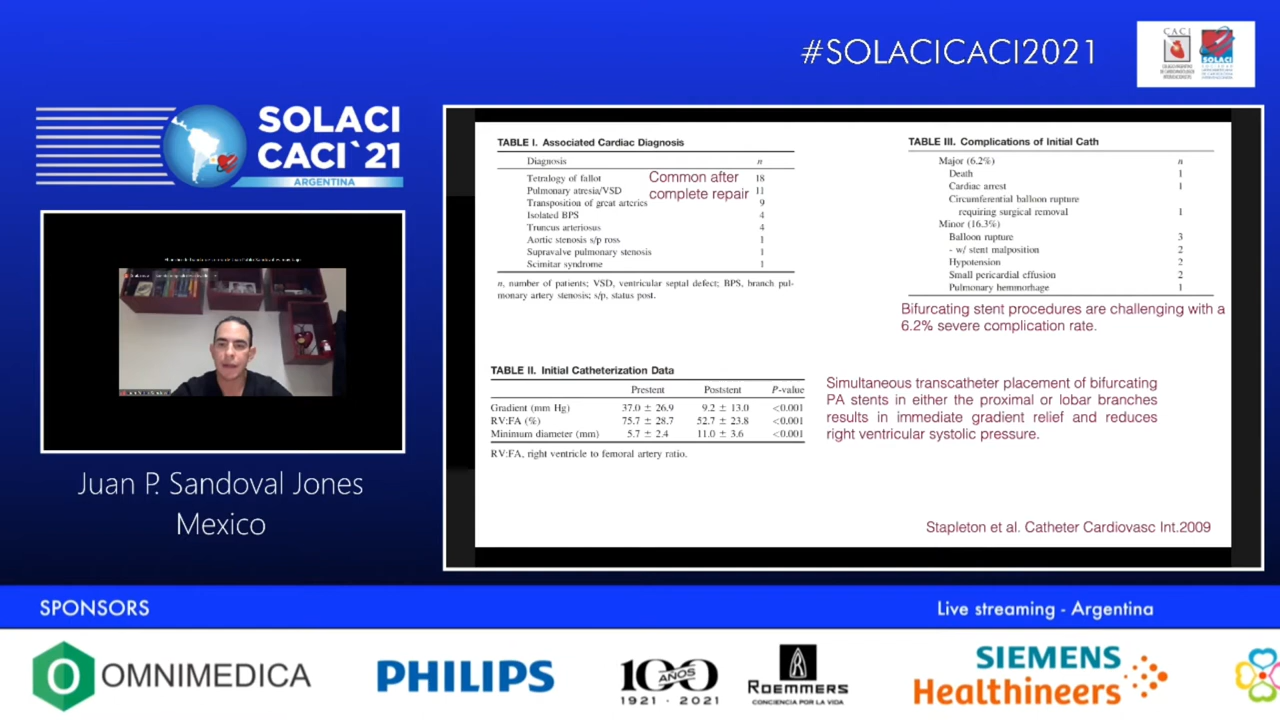 #SOLACICACI2021
CACI
SOLACI
SOLACI
CACI`21
ARGENTINA
Juan P. Sandoval Jones
Mexico
TABLE I. Associated Cardiac Diagnosis
Diagnosis n
Tetralogy of fallot 18
Pulmonary atresia/VSD 11
Transposition of great arteries 9
Isolated BPS 4
Truncus arteriosus 4
Aortic stenosis s/p ross 1
Supravalve pulmonary stenosis 1
Scimitar syndrome 1
Common after
complete repair
n, number of patients; VSD, ventricular septal defect; BPS, branch pul-
monary artery stenosis; s/p, status post.
TABLE III. Complications of Initial Cath
Major (6.2%) n
Death 1
Cardiac arrest 1
Circumferential balloon rupture
requiring surgical removal 1
Minor (16.3%)
Balloon rupture 3
- w/ stent malposition 2
Hypotension 2
Small pericardial effusion 2
Pulmonary hemorrhage 1
Bifurcating stent procedures are challenging with a
6.2% severe complication rate.
TABLE II. Initial Catheterization Data
Prestent Poststent P-value
Gradient (mm Hg) 37.0 ± 26.9 9.2 ± 13.0 <0.001
RV:FA (%) 75.7 ± 28.7 52.7 ± 23.8 <0.001
Minimum diameter (mm) 5.7 ± 2.4 11.0 ± 3.6 <0.001
RV:FA, right ventricle to femoral artery ratio.
Simultaneous transcatheter placement of bifurcating
PA stents in either the proximal or lobar branches
results in immediate gradient relief and reduces
right ventricular systolic pressure.
Stapleton et al. Catheter Cardiovasc Int.2009
SPONSORS
Live streaming - Argentina
OMNIMEDICA
PHILIPS
100 AÑOS
1921 - 2021
ROEMMERS
CONCIENCIA POR LA VIDA
SIEMENS
Healthineers